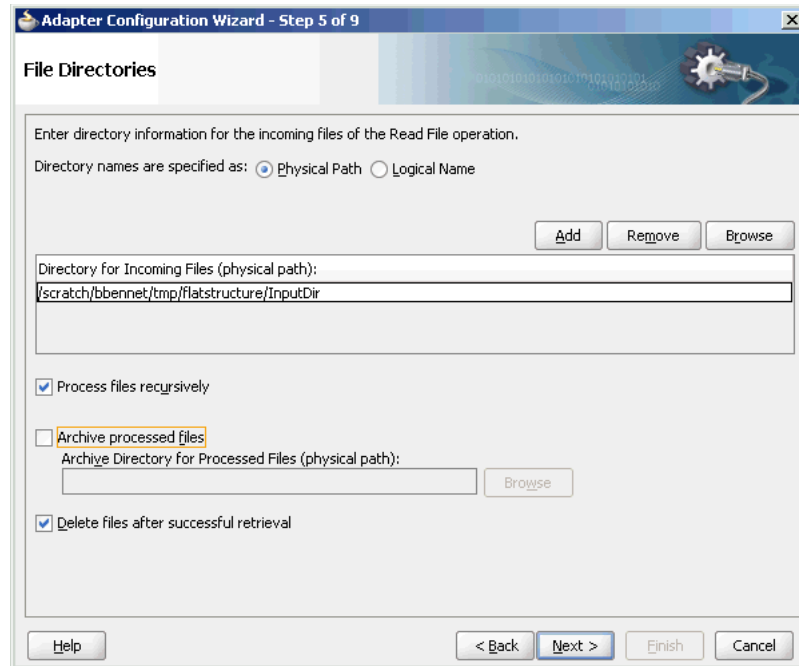 Adapter Configuration Wizard - Step 5 of 9
File Directories
Enter directory information for the incoming files of the Read File operation.
Directory names are specified as: Physical Path Logical Name
Add Remove Browse
Directory for Incoming Files (physical path):
/scratch/bbennet/tmp/flatstructure/InputDir
Process files recursively
Archive processed files
Archive Directory for Processed Files (physical path):
Browse
Delete files after successful retrieval
Help < Back Next > Finish Cancel